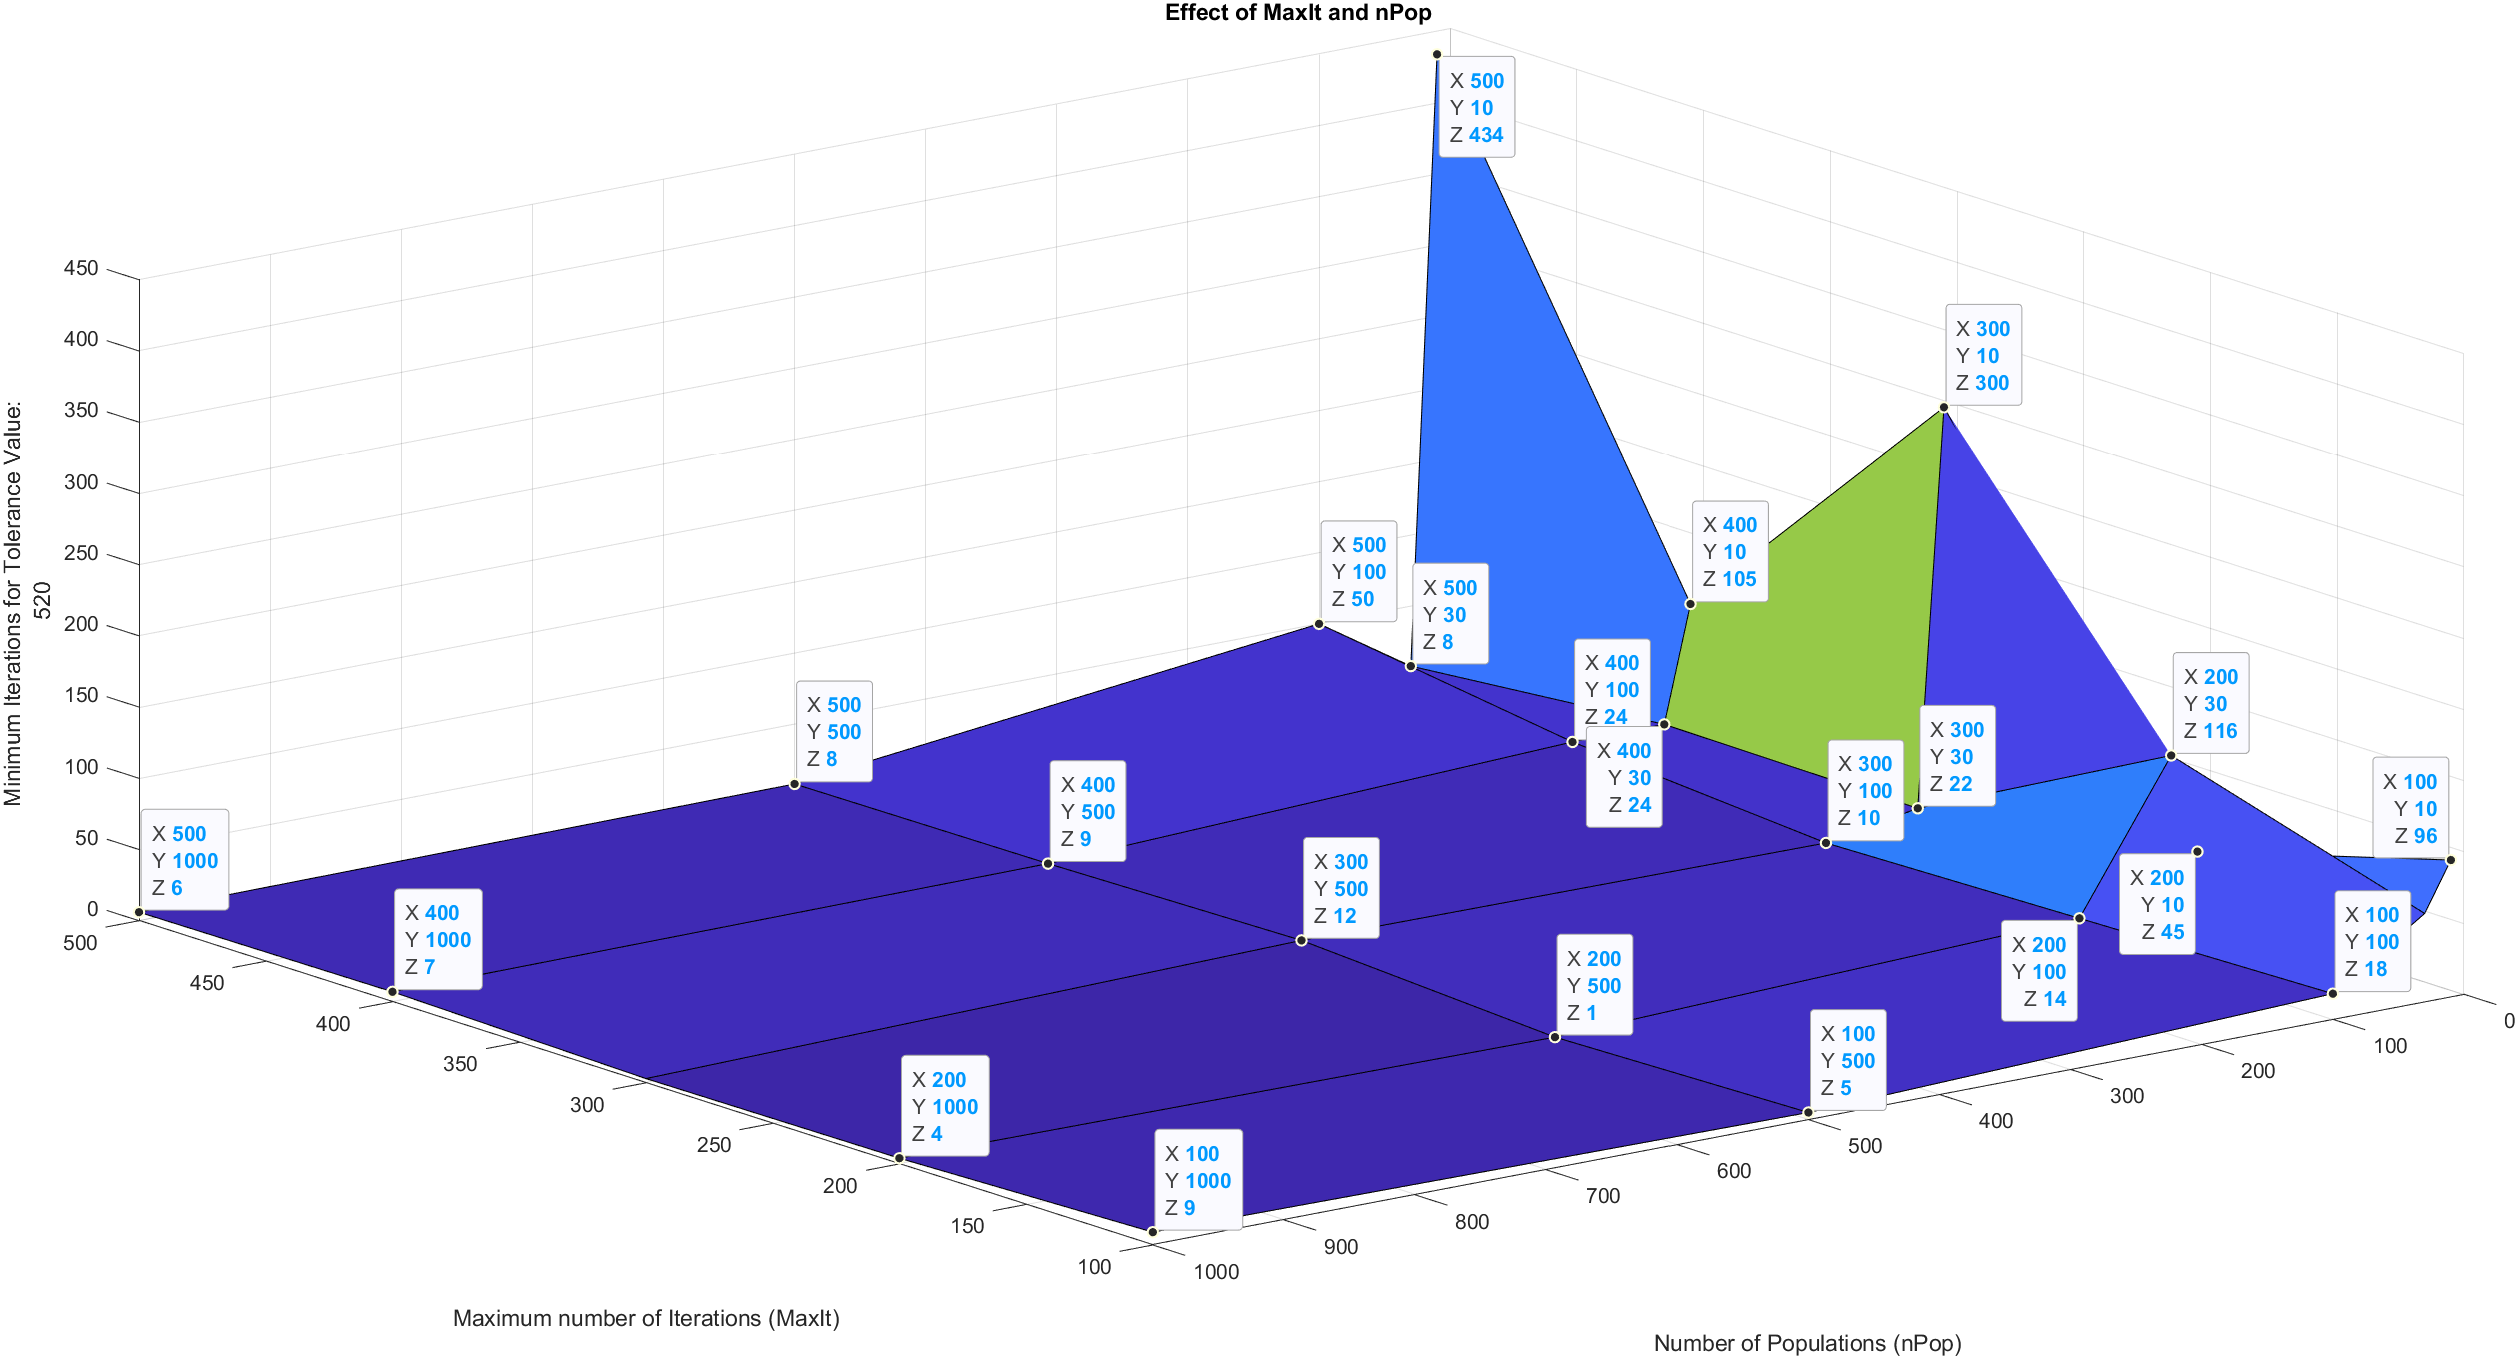 Effect of MaxIt and nPop
X 500
Y 10
Z 434
X 300
Y 10
Z 300
X 400
Y 10
Z 105
X 500
Y 100
Z 50
X 500
Y 30
Z 8
X 400
Y 100
Z 24
X 400
Y 30
Z 24
X 200
Y 30
Z 116
X 300
Y 30
Z 22
X 300
Y 100
Z 10
X 100
Y 10
Z 96
X 500
Y 500
Z 8
X 400
Y 500
Z 9
X 500
Y 1000
Z 6
X 300
Y 500
Z 12
X 200
Y 10
Z 45
X 400
Y 1000
Z 7
X 100
Y 100
Z 18
X 200
Y 100
Z 14
X 200
Y 500
Z 1
X 100
Y 500
Z 5
X 200
Y 1000
Z 4
X 100
Y 1000
Z 9
Minimum Iterations for Tolerance Value:
520
450
400
350
300
250
200
150
100
50
0
500
450
400
350
300
250
200
150
100
Maximum number of Iterations (MaxIt)
1000
900
800
700
600
500
400
300
200
100
0
Number of Populations (nPop)